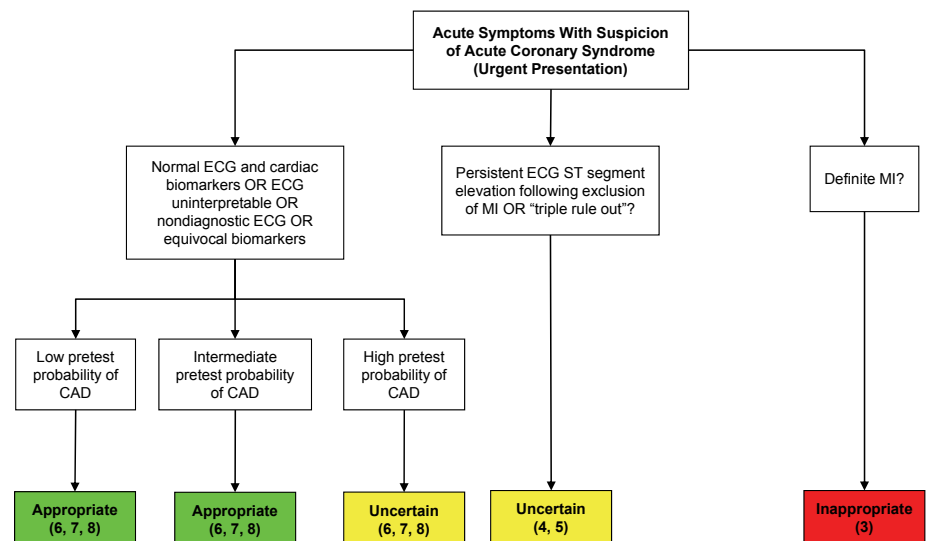 Acute Symptoms With Suspicion
of Acute Coronary Syndrome
(Urgent Presentation)
Normal ECG and cardiac
biomarkers OR ECG
uninterpretable OR
nondiagnostic ECG OR
equivocal biomarkers
Persistent ECG ST segment
elevation following exclusion
of MI OR “triple rule out”?
Definite MI?
Low pretest
probability of
CAD
Intermediate
pretest probability
of CAD
High pretest
probability of
CAD
Appropriate
(6, 7, 8)
Appropriate
(6, 7, 8)
Uncertain
(6, 7, 8)
Uncertain
(4, 5)
Inappropriate
(3)